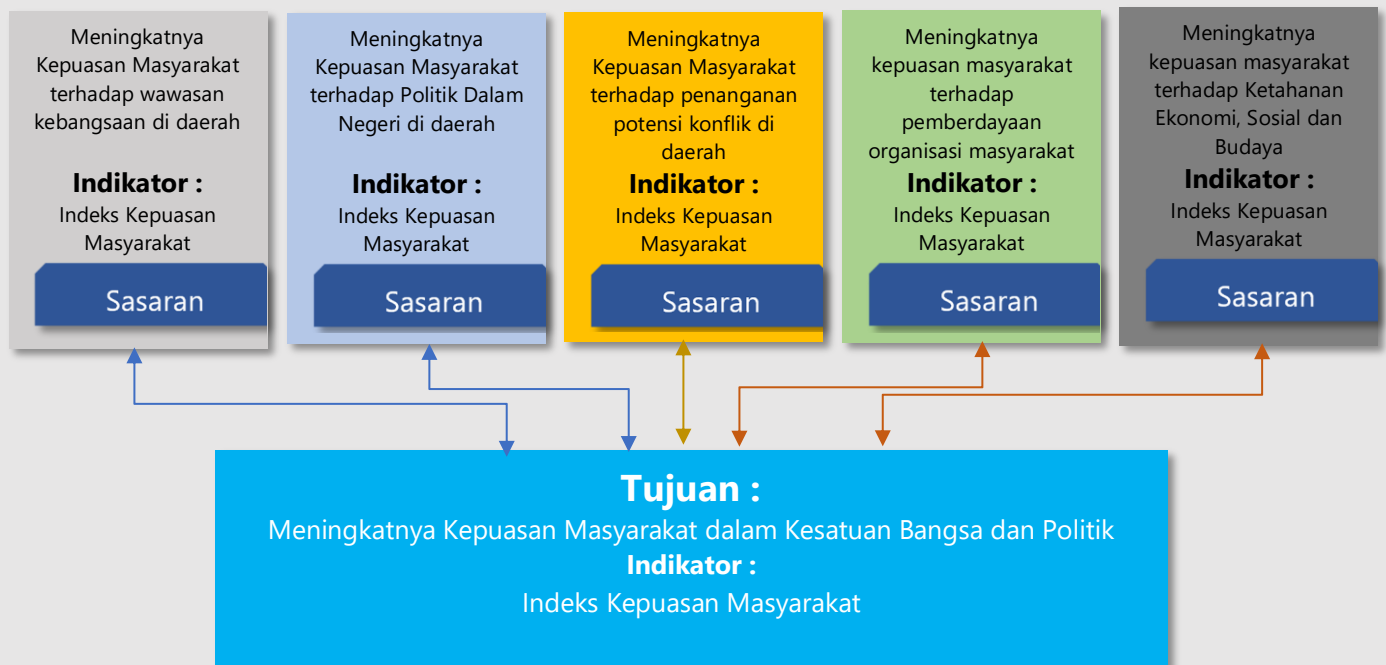 Meningkatnya
Kepuasan Masyarakat
terhadap wawasan
kebangsaan di daerah
Indikator :
Indeks Kepuasan
Masyarakat
Sasaran
Meningkatnya
Kepuasan Masyarakat
terhadap Politik Dalam
Negeri di daerah
Indikator :
Indeks Kepuasan
Masyarakat
Sasaran
Meningkatnya
Kepuasan Masyarakat
terhadap penanganan
potensi konflik di
daerah
Indikator :
Indeks Kepuasan
Masyarakat
Sasaran
Meningkatnya
kepuasan masyarakat
terhadap
pemberdayaan
organisasi masyarakat
Indikator :
Indeks Kepuasan
Masyarakat
Sasaran
Meningkatnya
kepuasan masyarakat
terhadap Ketahanan
Ekonomi, Sosial dan
Budaya
Indikator :
Indeks Kepuasan
Masyarakat
Sasaran
Tujuan :
Meningkatnya Kepuasan Masyarakat dalam Kesatuan Bangsa dan Politik
Indikator :
Indeks Kepuasan Masyarakat